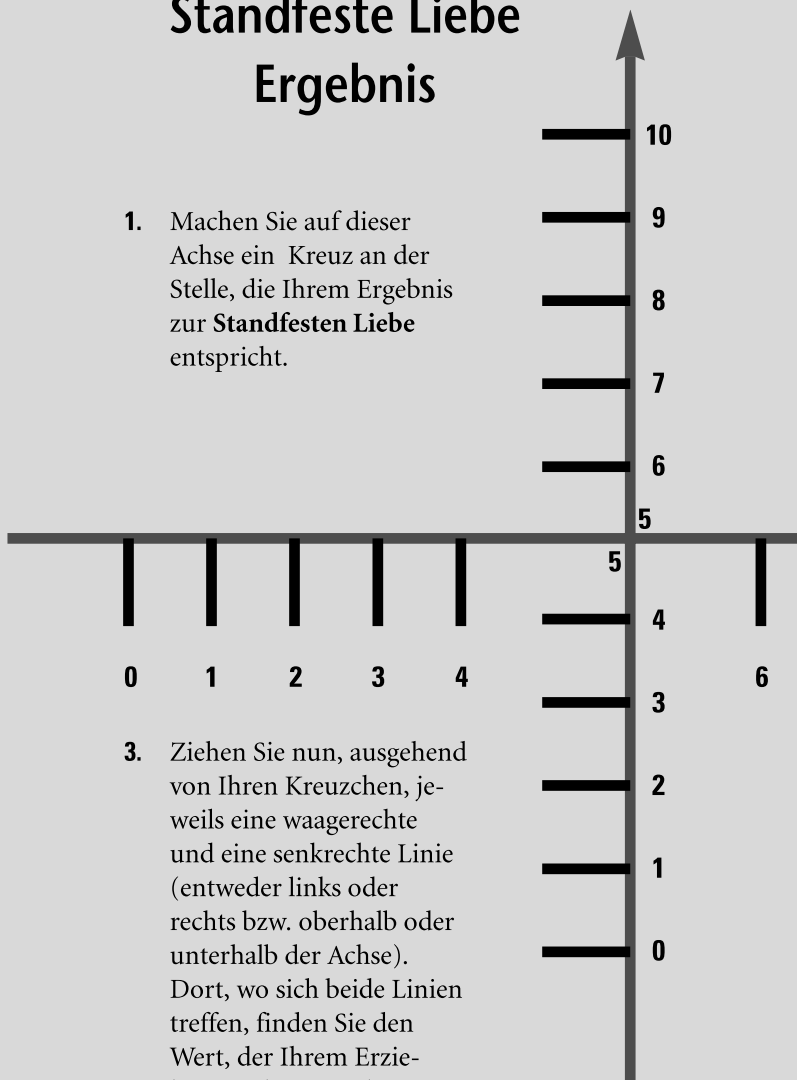 Standfeste Liebe
Ergebnis
10
9
8
7
6
5
1. Machen Sie auf dieser
Achse ein Kreuz an der
Stelle, die Ihrem Ergebnis
zur Standfesten Liebe
entspricht.
5
0 1 2 3 4 6
4
3
2
1
0
3. Ziehen Sie nun, ausgehend
von Ihren Kreuzchen, je-
weils eine waagerechte
und eine senkrechte Linie
(entweder links oder
rechts bzw. oberhalb oder
unterhalb der Achse).
Dort, wo sich beide Linien
treffen, finden Sie den
Wert, der Ihrem Erzie-